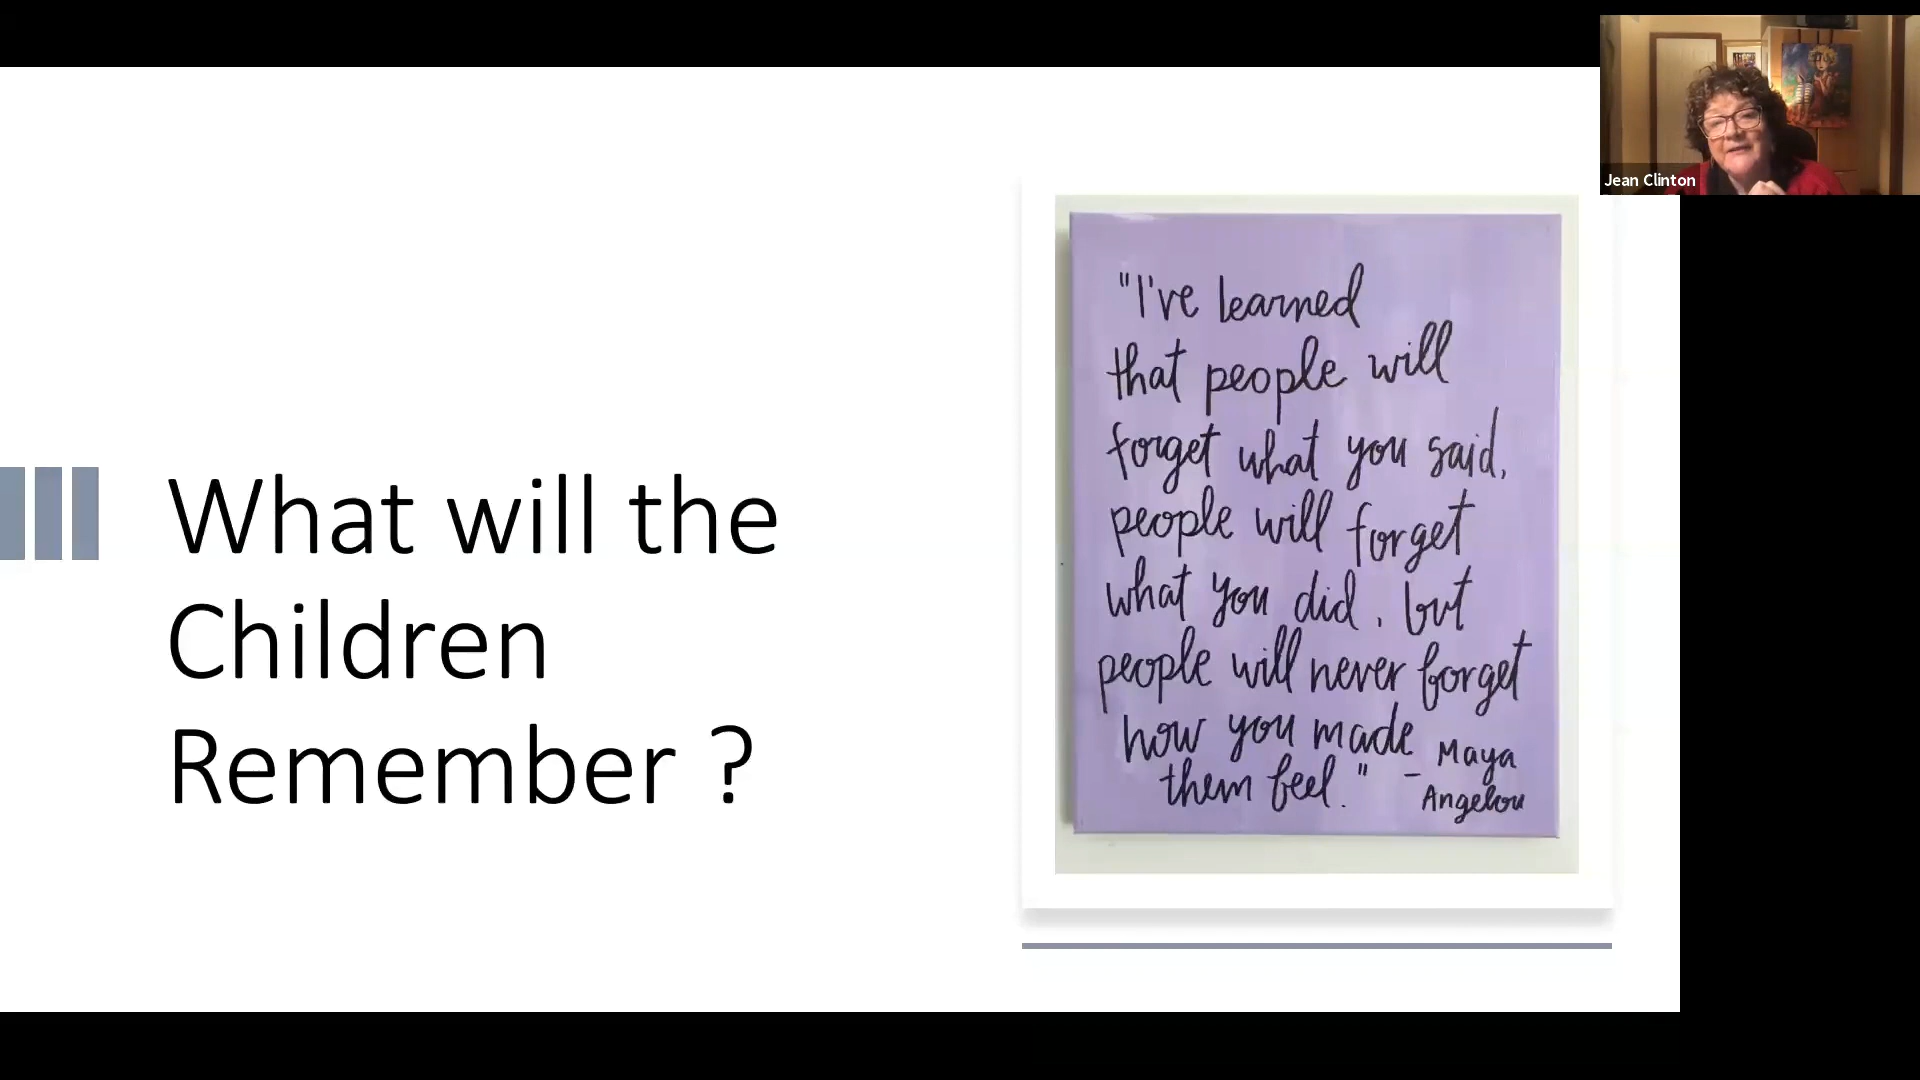 Jean Clinton
What will the
Children
Remember ?
"I've learned
that people will
forget what you said,
people will forget
what you did, but
people will never forget
how you made
them feel."
- Maya
Angelou